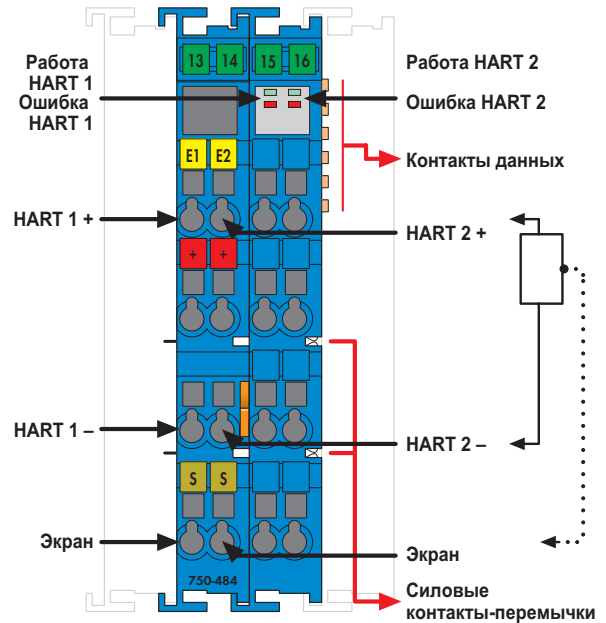 13 14 15 16
Работа
HART 1
Ошибка
HART 1
Работа HART 2
Ошибка HART 2
Контакты данных
E1 E2
HART 1 +
HART 2 +
+ +
HART 1 –
HART 2 –
S S
Экран
Экран
750-484
Силовые
контакты-перемычки